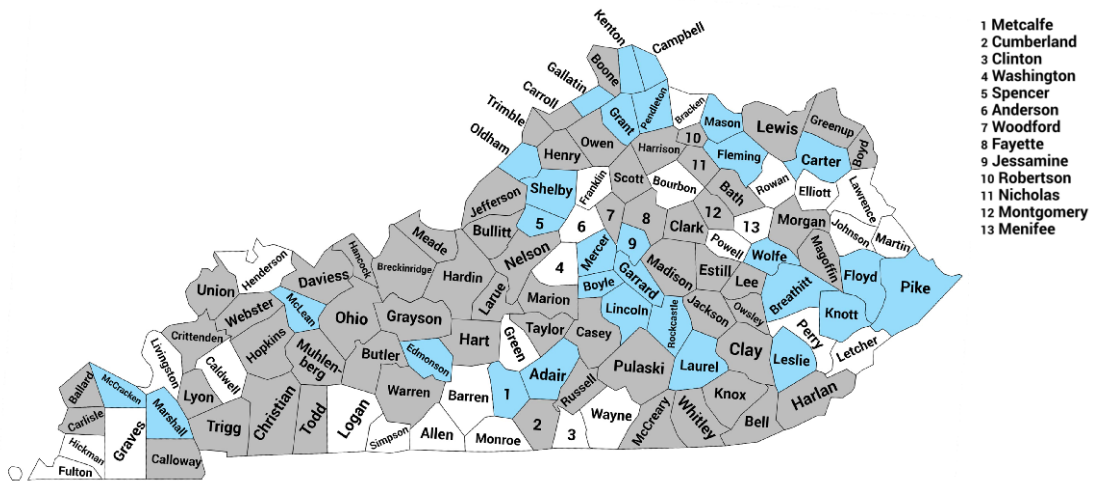 Kenton
Campbell
Boone
Gallatin
Carroll
Trimble
Oldham
Grant
Pendleton
Bracken
Mason
Lewis
Greenup
Boyd
Carter
Fleming
10
Harrison
Owen
Henry
11
Shelby
Franklin
Scott
Bourbon
Bath
Rowan
Elliott
Lawrence
Jefferson
5
6
7
8
Clark
12
13
Morgan
Johnson
Martin
Bullitt
Nelson
Mercer
9
Powell
Wolfe
Magoffin
Floyd
Pike
Meade
Hancock
Breckinridge
Hardin
Larue
4
Boyle
Garrard
Madison
Estill
Lee
Breathitt
Knott
Henderson
Daviess
Union
Webster
McLean
Ohio
Grayson
Marion
Lincoln
Rockcastle
Jackson
Owsley
Perry
Letcher
Crittenden
Hopkins
Muhlen-
berg
Butler
Edmonson
Hart
Green
Taylor
Casey
Pulaski
Laurel
Clay
Leslie
Harlan
Livingston
Caldwell
Lyon
Christian
Todd
Logan
Warren
Barren
1
Adair
Russell
Wayne
McCreary
Whitley
Knox
Bell
Ballard
McCracken
Marshall
Carlisle
Graves
Hickman
Fulton
Calloway
Trigg
Simpson
Allen
Monroe
2
3
1 Metcalfe
2 Cumberland
3 Clinton
4 Washington
5 Spencer
6 Anderson
7 Woodford
8 Fayette
9 Jessamine
10 Robertson
11 Nicholas
12 Montgomery
13 Menifee